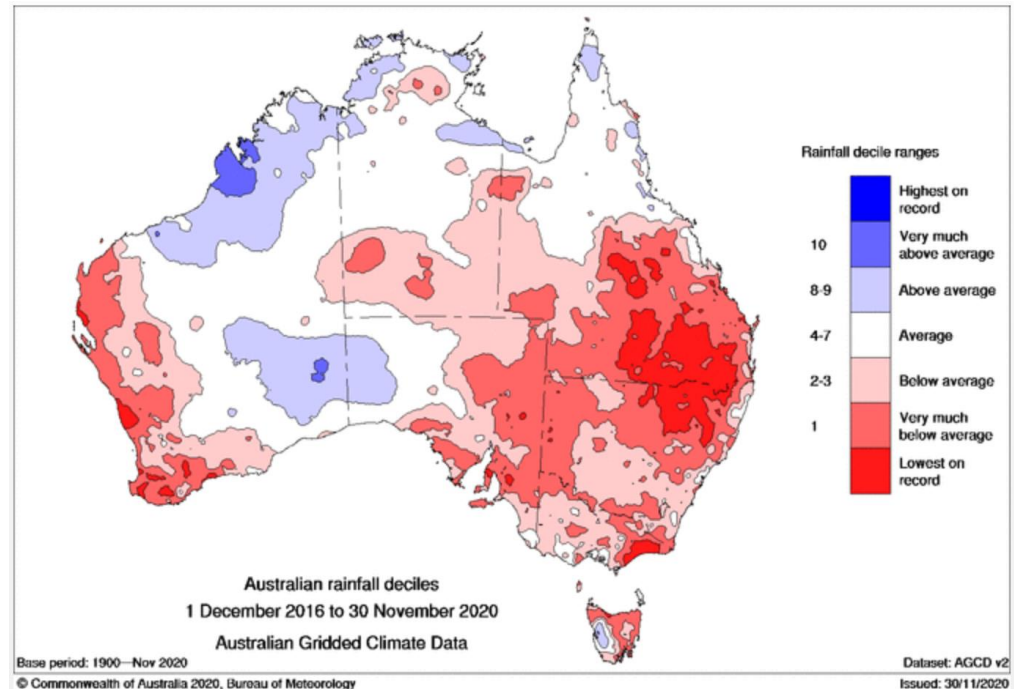 Rainfall decile ranges
Highest on
record
10
Very much
above average
8-9
Above average
4-7
Average
2-3
Below average
1
Very much
below average
Lowest on
record
Australian rainfall deciles
1 December 2016 to 30 November 2020
Australian Gridded Climate Data
Base period: 1900—Nov 2020
Dataset: AGCD v2
© Commonwealth of Australia 2020, Bureau of Meteorology
Issued: 30/11/2020